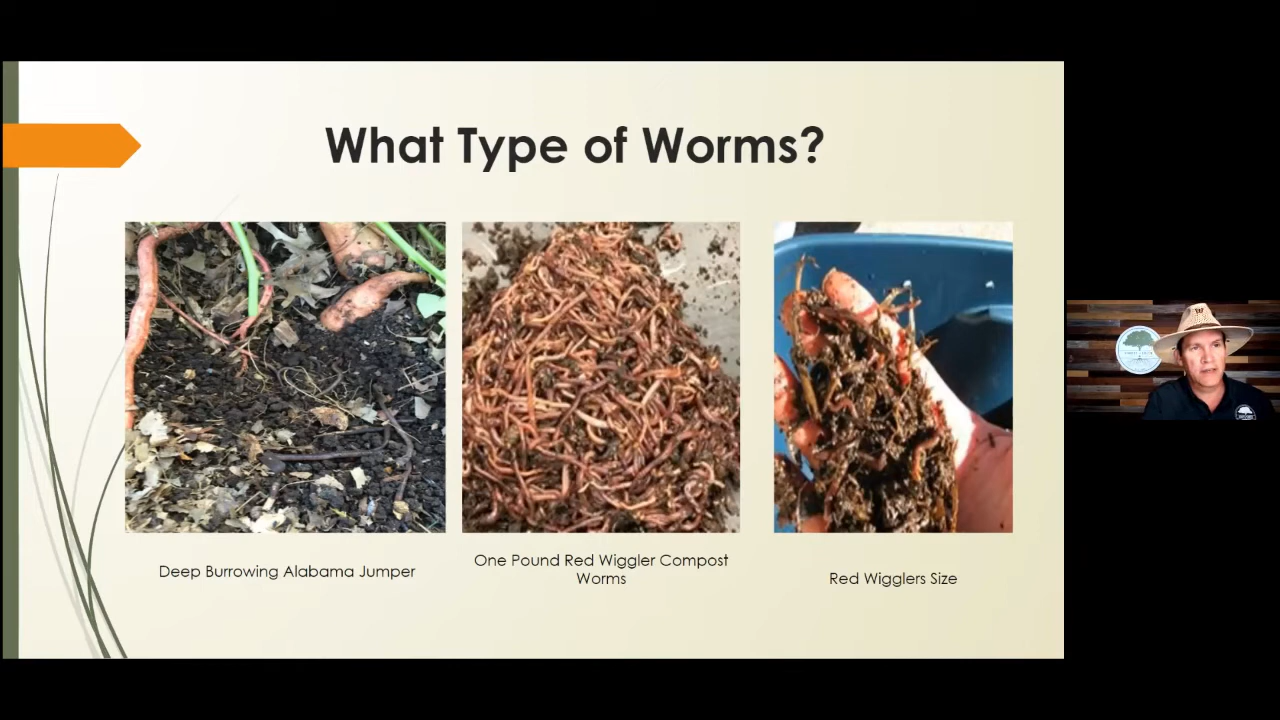 What Type of Worms?
Deep Burrowing Alabama Jumper
One Pound Red Wiggler Compost
Worms
Red Wigglers Size